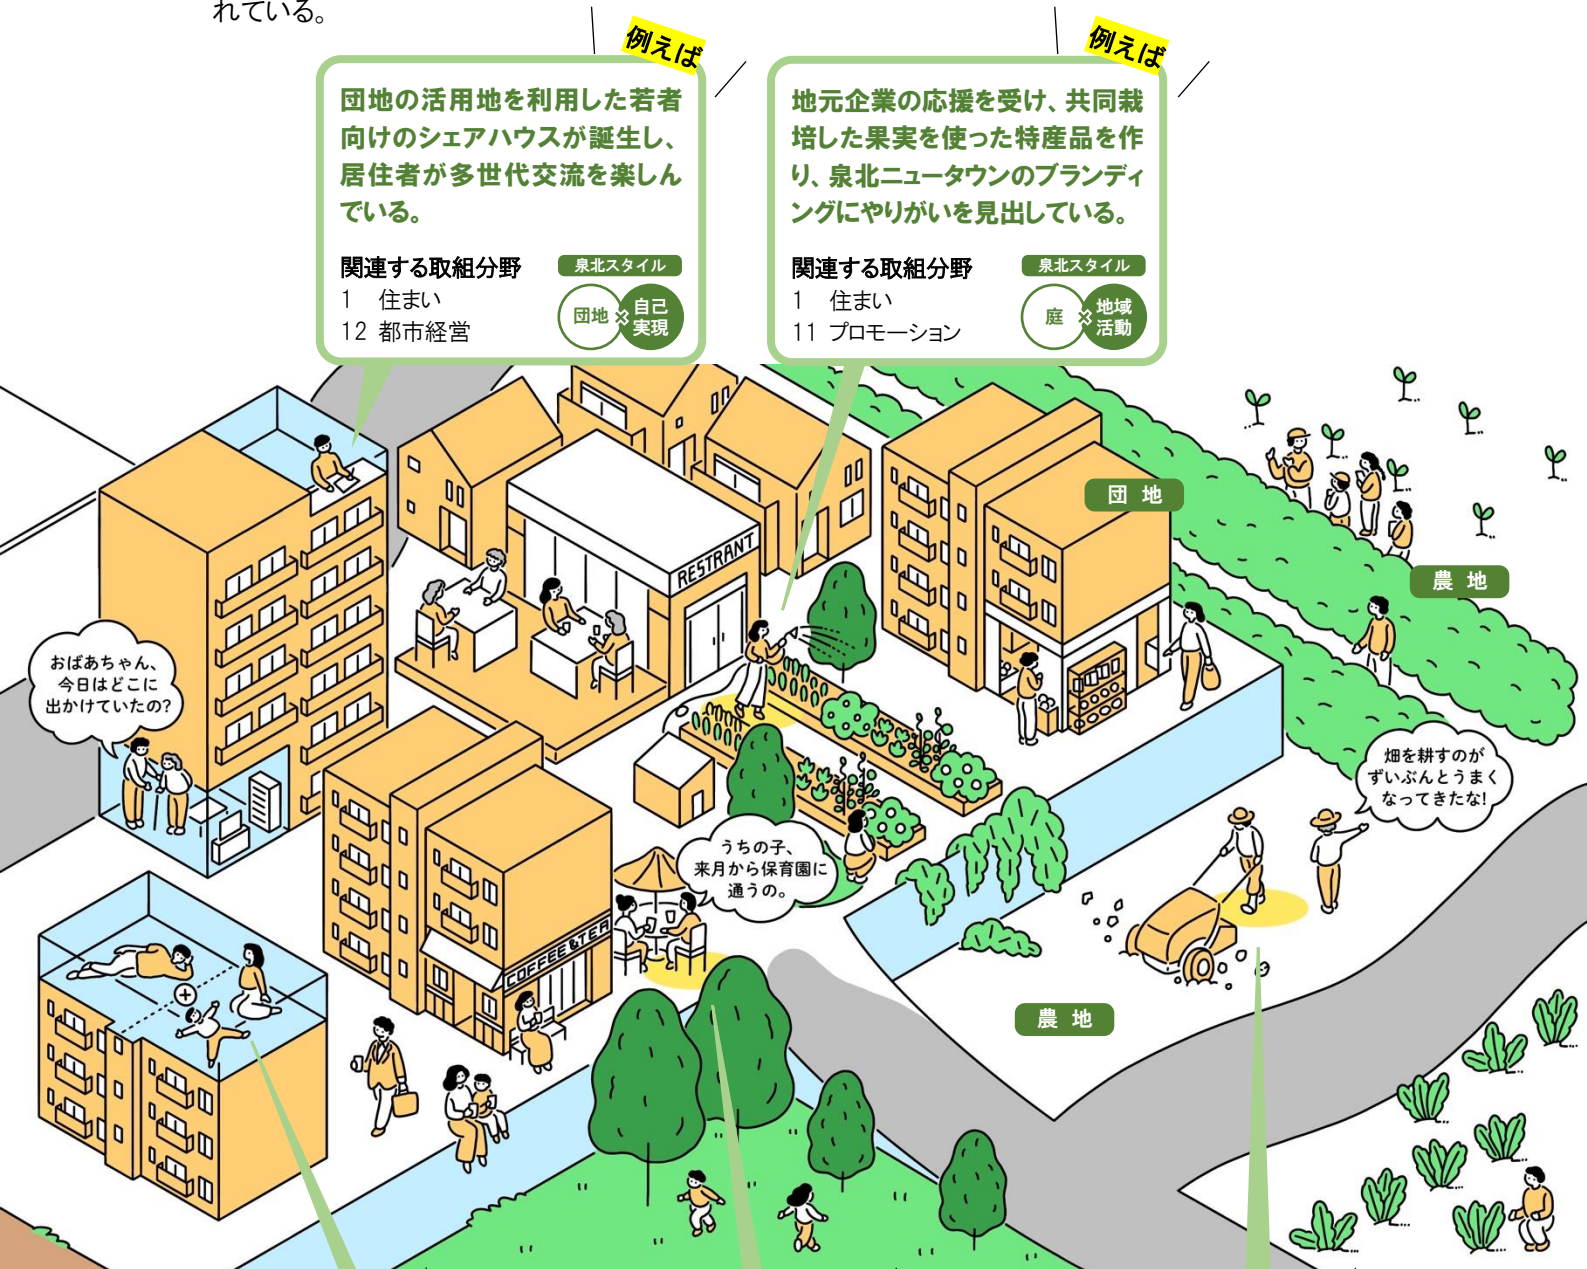 れている。
例えば
団地の活用地を利用した若者
向けのシェアハウスが誕生し、
居住者が多世代交流を楽しん
でいる。
関連する取組分野
1 住まい
12 都市経営
泉北スタイル
団地 × 自己
実現
例えば
地元企業の応援を受け、共同栽
培した果実を使った特産品を作
り、泉北ニュータウンのブランディ
ングにやりがいを見出している。
関連する取組分野
1 住まい
11 プロモーション
泉北スタイル
庭 × 地域
活動
団地
農地
RESTRANT
おばあちゃん、
今日はどこに
出かけていたの?
畑を耕すのが
ずいぶんとうまく
なってきたな!
うちの子、
来月から保育園に
通うの。
COFFEE&TEA
農地